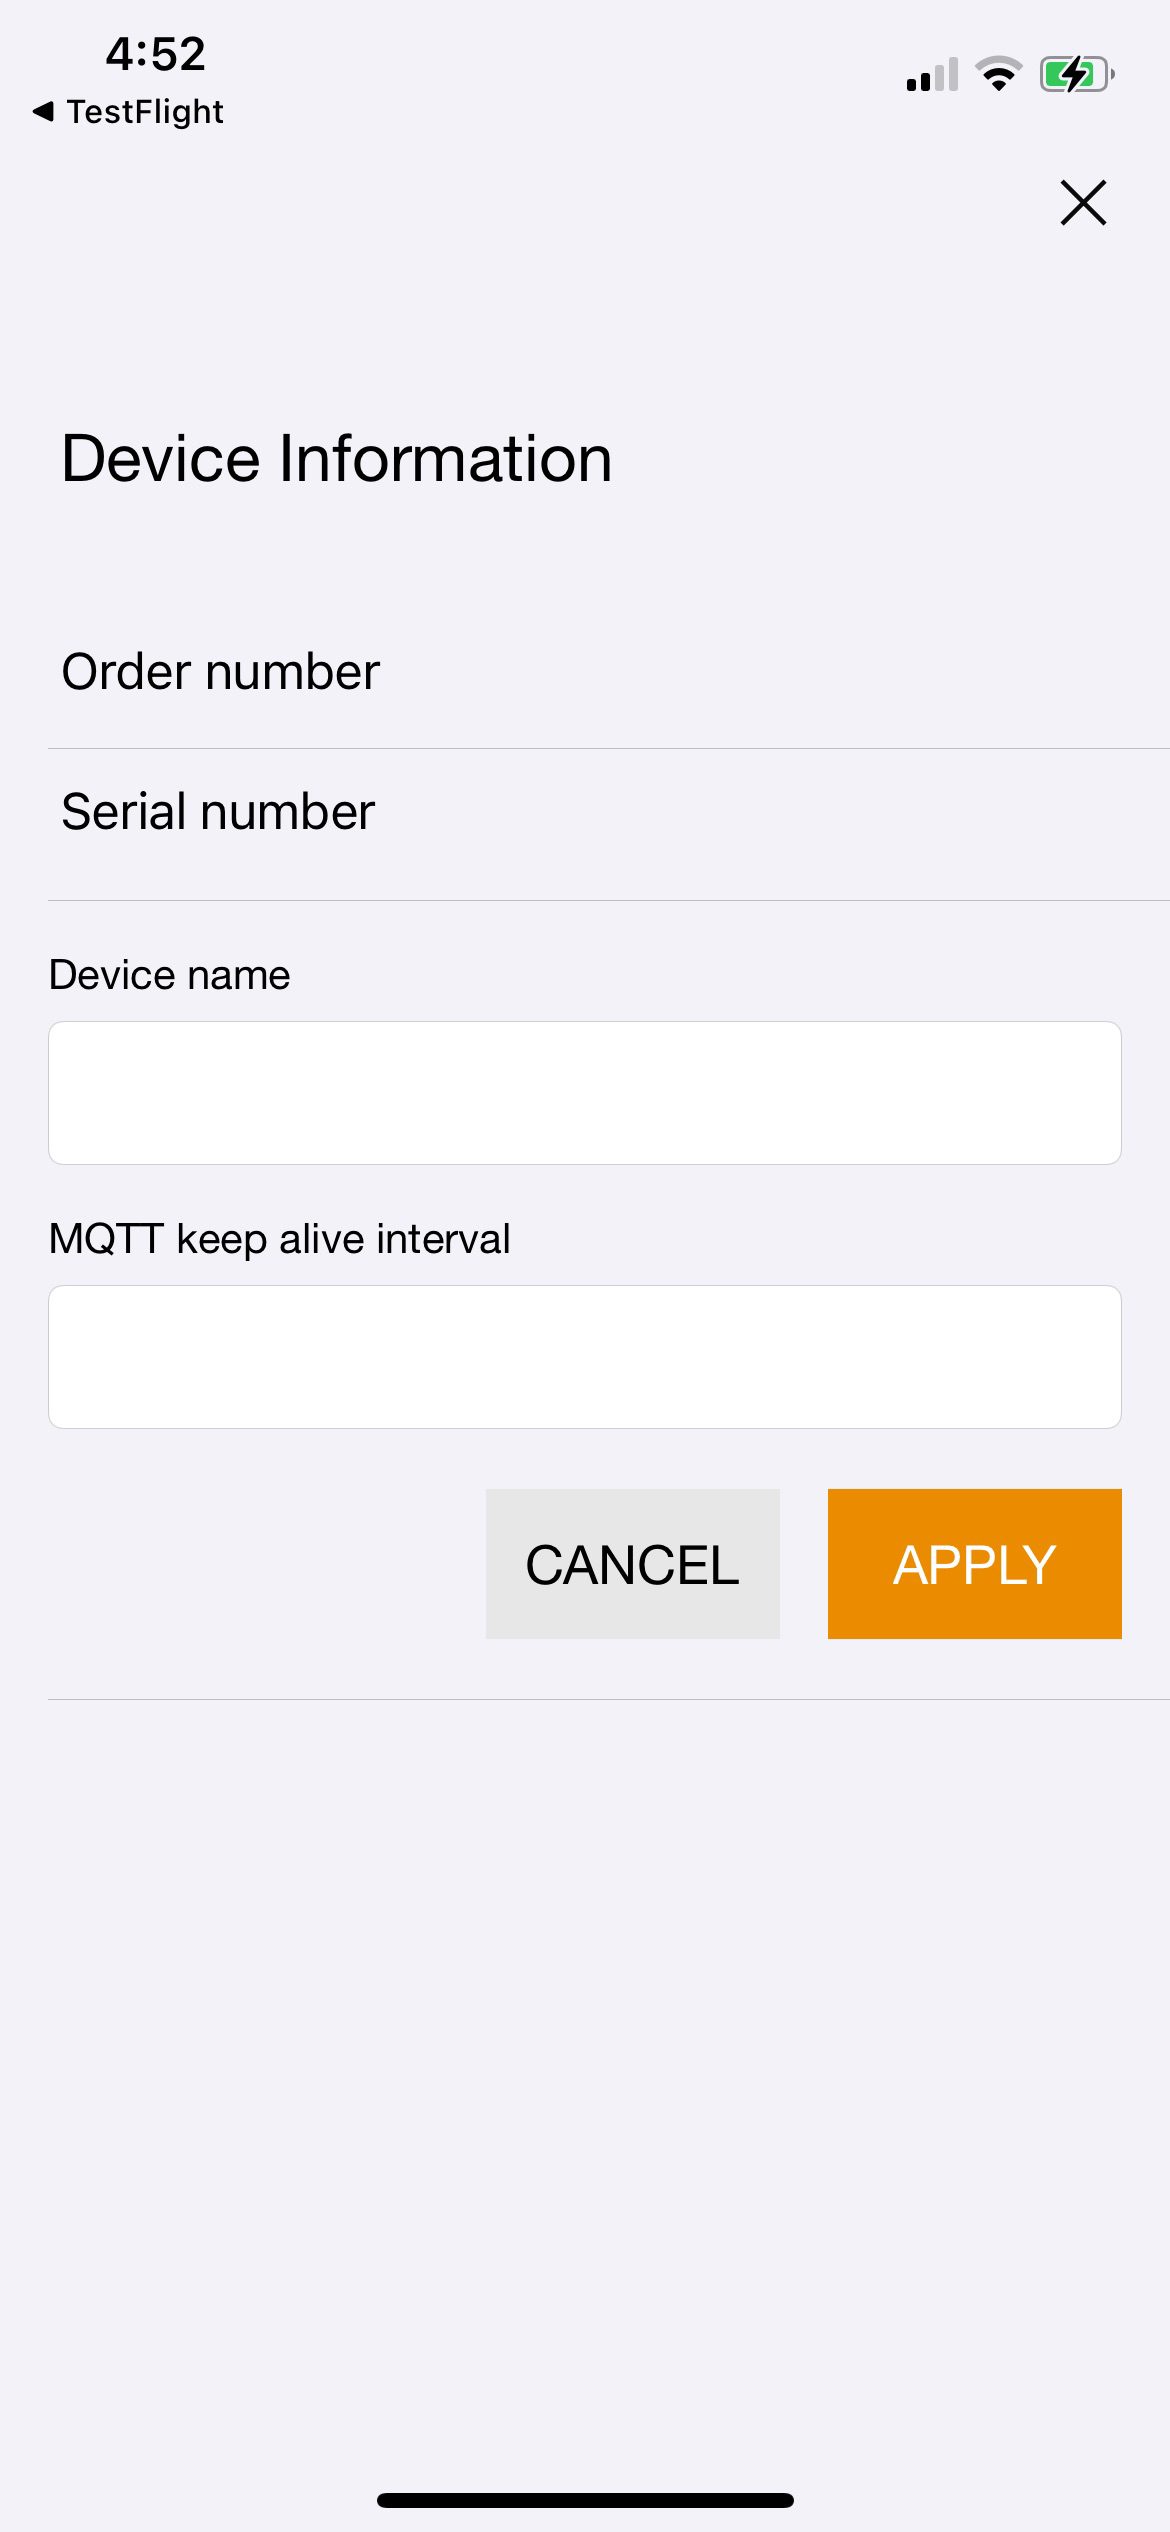 4:52
TestFlight
Device Information
Order number
Serial number
Device name
MQTT keep alive interval
CANCEL
APPLY